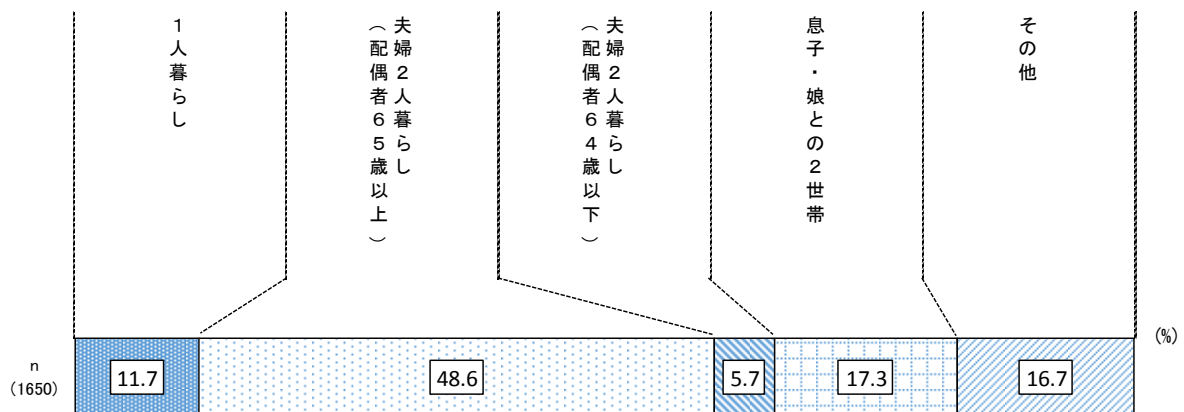 1人暮らし
夫婦2人暮らし
（配偶者65歳以上）
夫婦2人暮らし
（配偶者64歳以下）
息子・娘との2世帯
その他
(%)
n
(1650)
11.7
48.6
5.7
17.3
16.7